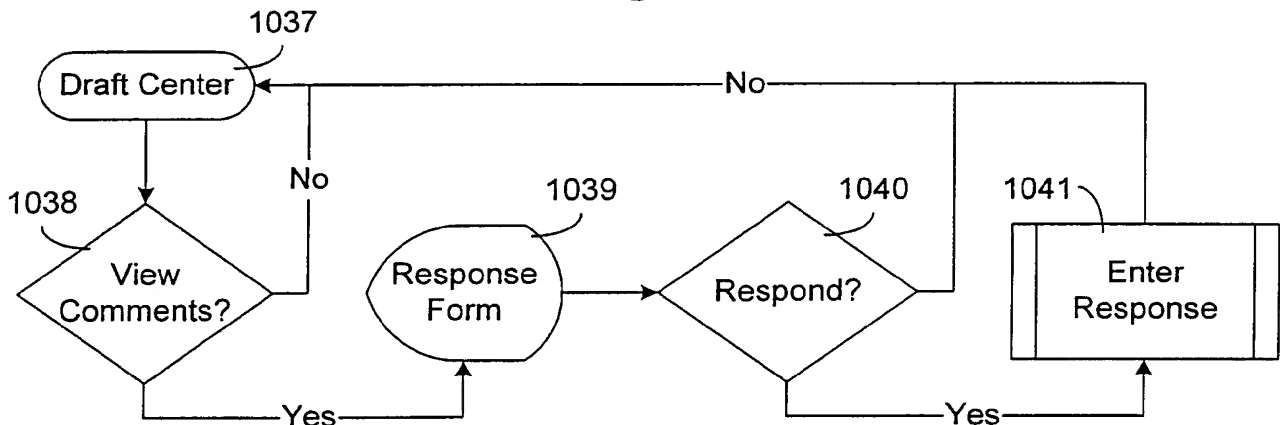 1037
Draft Center
No
No
1038
View
Comments?
1039
Response
Form
1040
Respond?
1041
Enter
Response
Yes
Yes